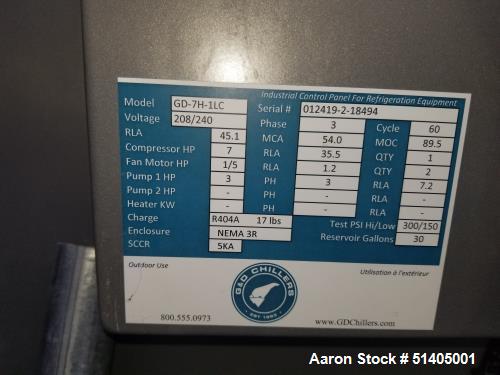 Industrial Control Panel For Refrigeration Equipment
Model GD-7H-1LC Serial # 012419-2-18494
Voltage 208/240 Phase 3 Cycle 60
RLA 45.1 MCA 54.0 MOC 89.5
Compressor HP 7 RLA 35.5 QTY 1
Fan Motor HP 1/5 RLA 1.2 QTY 2
Pump 1 HP 3 PH 3 RLA 7.2
Pump 2 HP - PH - RLA -
Heater KW - PH - RLA -
Charge R404A 17 lbs Test PSI Hi/Low 300/150
Enclosure NEMA 3R Reservoir Gallons 30
SCCR 5KA
Outdoor Use Utilisation à l'extérieur
G&D CHILLERS
EST 1992
800.555.0973 www.GDChillers.com
Aaron Stock # 51405001